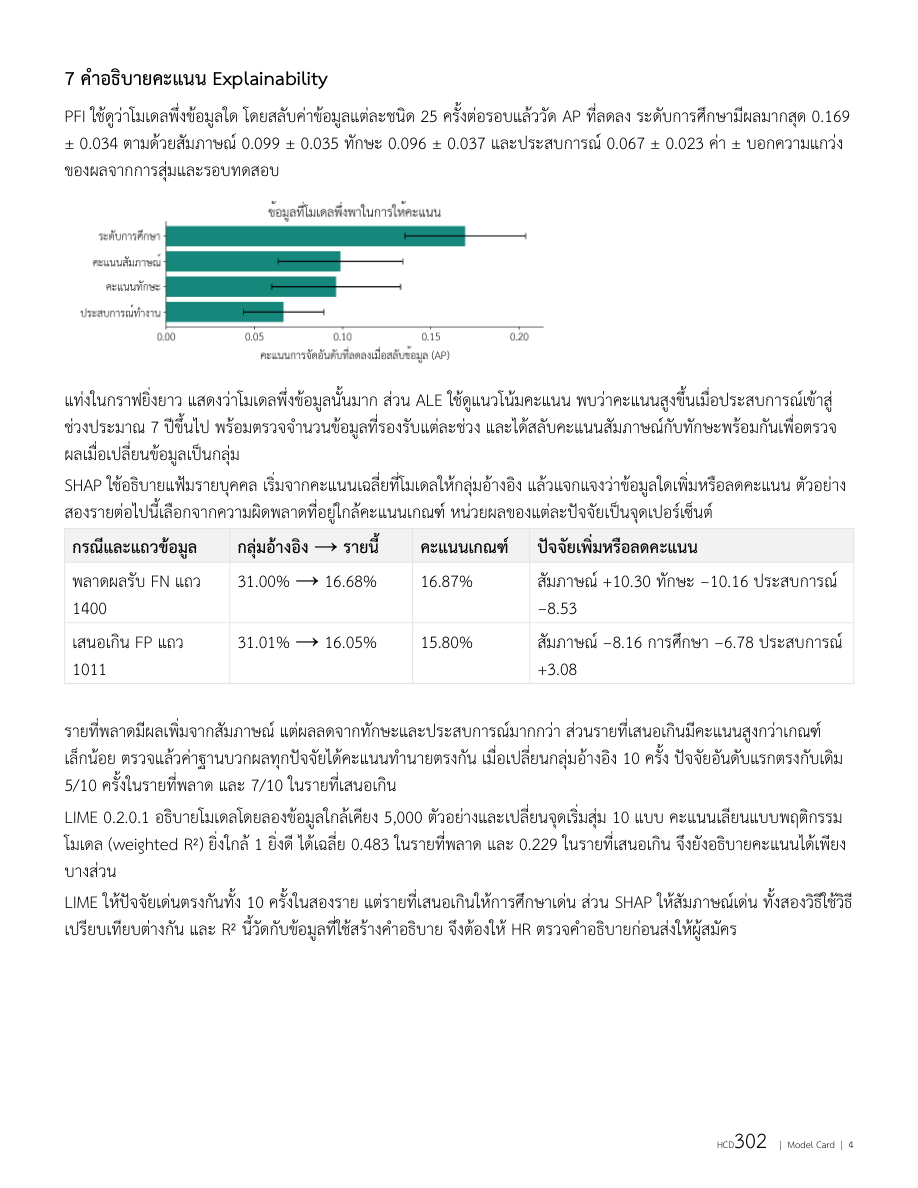 7 คำอธิบายคะแนน Explainability
PFI ใช้ดูว่าโมเดลพึ่งข้อมูลใด โดยสลับค่าข้อมูลแต่ละชนิด 25 ครั้งต่อรอบแล้ววัด AP ที่ลดลง ระดับการศึกษามีผลมากสุด 0.169
± 0.034 ตามด้วยสัมภาษณ์ 0.099 ± 0.035 ทักษะ 0.096 ± 0.037 และประสบการณ์ 0.067 ± 0.023 ค่า ± บอกความแกว่ง
ของผลจากการสุ่มและรอบทดสอบ
ข้อมูลที่โมเดลพึ่งพาในการให้คะแนน
ระดับการศึกษา
คะแนนสัมภาษณ์
คะแนนทักษะ
ประสบการณ์ทำงาน
0.00 0.05 0.10 0.15 0.20
คะแนนการจัดอันดับที่ลดลงเมื่อสลับข้อมูล (AP)
แท่งในกราฟยิ่งยาว แสดงว่าโมเดลพึ่งข้อมูลนั้นมาก ส่วน ALE ใช้ดูแนวโน้มคะแนน พบว่าคะแนนสูงขึ้นเมื่อประสบการณ์เข้าสู่
ช่วงประมาณ 7 ปีขึ้นไป พร้อมตรวจจำนวนข้อมูลที่รองรับแต่ละช่วง และได้สลับคะแนนสัมภาษณ์กับทักษะพร้อมกันเพื่อตรวจ
ผลเมื่อเปลี่ยนข้อมูลเป็นกลุ่ม
SHAP ใช้อธิบายแฟ้มรายบุคคล เริ่มจากคะแนนเฉลี่ยที่โมเดลให้กลุ่มอ้างอิง แล้วแจกแจงว่าข้อมูลใดเพิ่มหรือลดคะแนน ตัวอย่าง
สองรายต่อไปนี้เลือกจากความผิดพลาดที่อยู่ใกล้คะแนนเกณฑ์ หน่วยผลของแต่ละปัจจัยเป็นจุดเปอร์เซ็นต์
กรณีและแถวข้อมูล กลุ่มอ้างอิง → รายนี้ คะแนนเกณฑ์ ปัจจัยเพิ่มหรือลดคะแนน
พลาดผลรับ FN แถว 31.00% → 16.68% 16.87% สัมภาษณ์ +10.30 ทักษะ −10.16 ประสบการณ์
1400 −8.53
เสนอเกิน FP แถว 31.01% → 16.05% 15.80% สัมภาษณ์ −8.16 การศึกษา −6.78 ประสบการณ์
1011 +3.08
รายที่พลาดมีผลเพิ่มจากสัมภาษณ์ แต่ผลลดจากทักษะและประสบการณ์มากกว่า ส่วนรายที่เสนอเกินมีคะแนนสูงกว่าเกณฑ์
เล็กน้อย ตรวจแล้วค่าฐานบวกผลทุกปัจจัยได้คะแนนทำนายตรงกัน เมื่อเปลี่ยนกลุ่มอ้างอิง 10 ครั้ง ปัจจัยอันดับแรกตรงกับเดิม
5/10 ครั้งในรายที่พลาด และ 7/10 ในรายที่เสนอเกิน
LIME 0.2.0.1 อธิบายโมเดลโดยลองข้อมูลใกล้เคียง 5,000 ตัวอย่างและเปลี่ยนจุดเริ่มสุ่ม 10 แบบ คะแนนเลียนแบบพฤติกรรม
โมเดล (weighted R²) ยิ่งใกล้ 1 ยิ่งดี ได้เฉลี่ย 0.483 ในรายที่พลาด และ 0.229 ในรายที่เสนอเกิน จึงยังอธิบายคะแนนได้เพียง
บางส่วน
LIME ให้ปัจจัยเด่นตรงกันทั้ง 10 ครั้งในสองราย แต่รายที่เสนอเกินให้การศึกษาเด่น ส่วน SHAP ให้สัมภาษณ์เด่น ทั้งสองวิธีใช้วิธี
เปรียบเทียบต่างกัน และ R² นี้วัดกับข้อมูลที่ใช้สร้างคำอธิบาย จึงต้องให้ HR ตรวจคำอธิบายก่อนส่งให้ผู้สมัคร
HCD302 | Model Card | 4